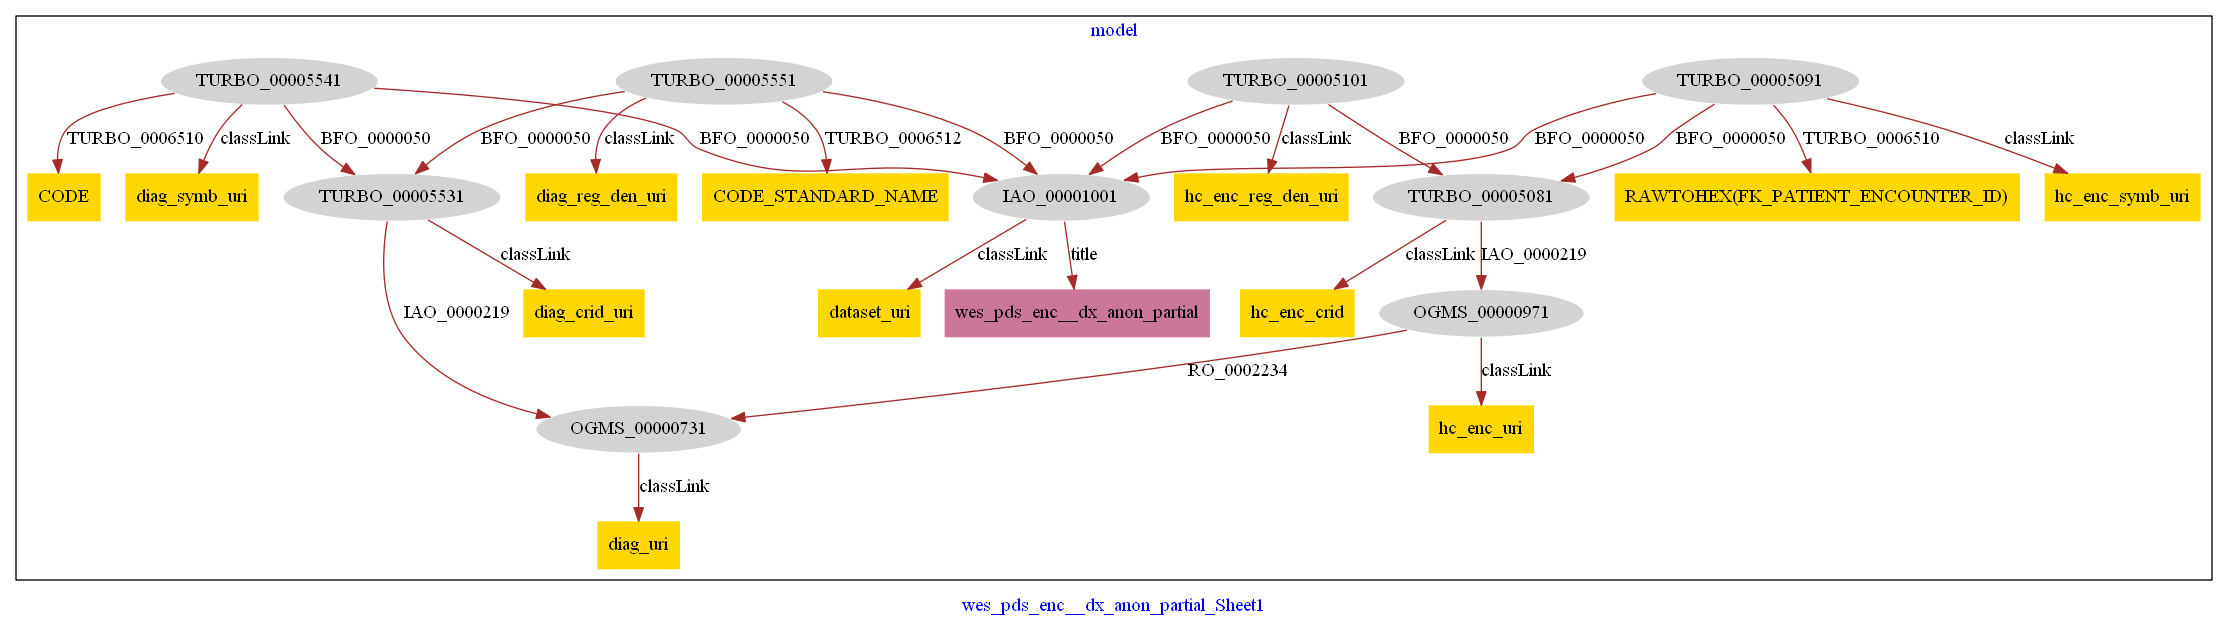 model
TURBO_00005541
TURBO_00005551
TURBO_00005101
TURBO_00005091
TURBO_0006510
classLink
BFO_0000050
BFO_0000050
classLink
BFO_0000050
TURBO_0006512
BFO_0000050
BFO_0000050
classLink
BFO_0000050
BFO_0000050
BFO_0000050
TURBO_0006510
classLink
CODE
diag_symb_uri
TURBO_00005531
diag_reg_den_uri
CODE_STANDARD_NAME
IAO_00001001
hc_enc_reg_den_uri
TURBO_00005081
RAWTOHEX(FK_PATIENT_ENCOUNTER_ID)
hc_enc_symb_uri
classLink
classLink
title
classLink
IAO_0000219
IAO_0000219
diag_crid_uri
dataset_uri
wes_pds_enc__dx_anon_partial
hc_enc_crid
OGMS_00000971
RO_0002234
classLink
OGMS_00000731
hc_enc_uri
classLink
diag_uri
wes_pds_enc__dx_anon_partial_Sheet1